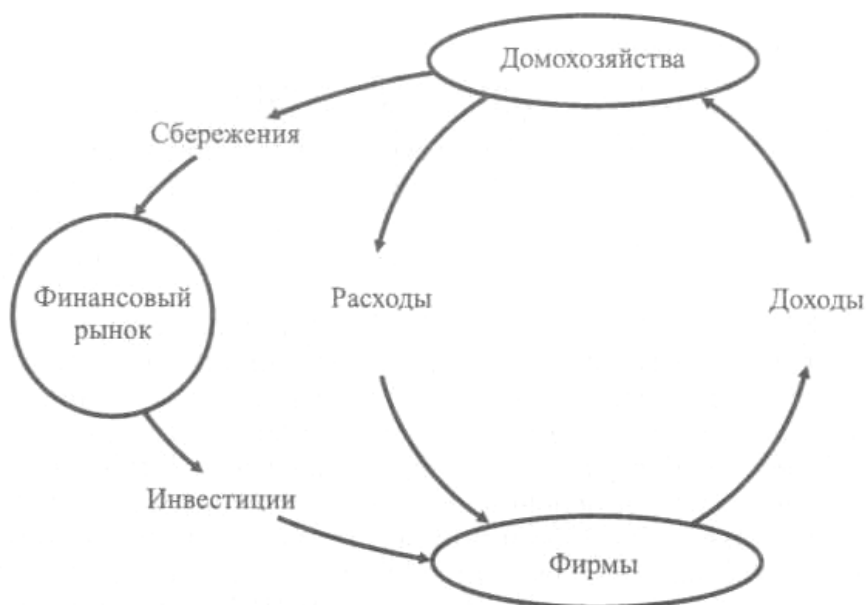 Домохозяйства
Сбережения
Финансовый
рынок
Расходы
Доходы
Инвестиции
Фирмы